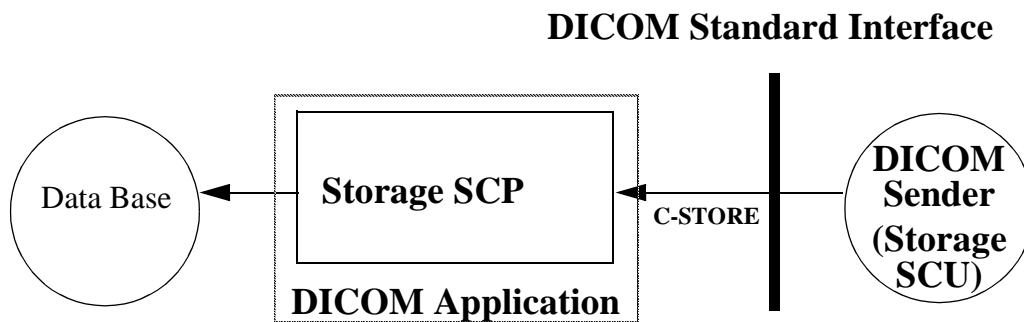 DICOM Standard Interface
Data Base
Storage SCP
C-STORE
DICOM Application
DICOM
Sender
(Storage
SCU)